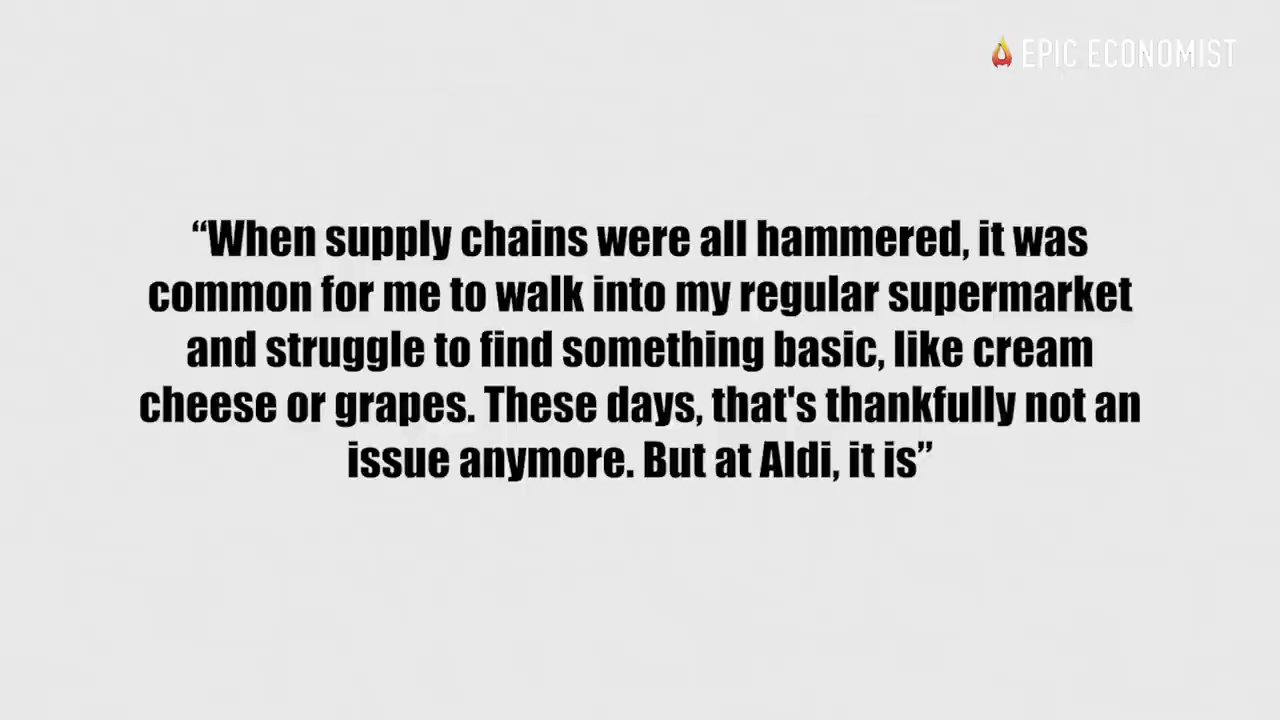 EPIC ECONOMIST
“When supply chains were all hammered, it was
common for me to walk into my regular supermarket
and struggle to find something basic, like cream
cheese or grapes. These days, that's thankfully not an
issue anymore. But at Aldi, it is”